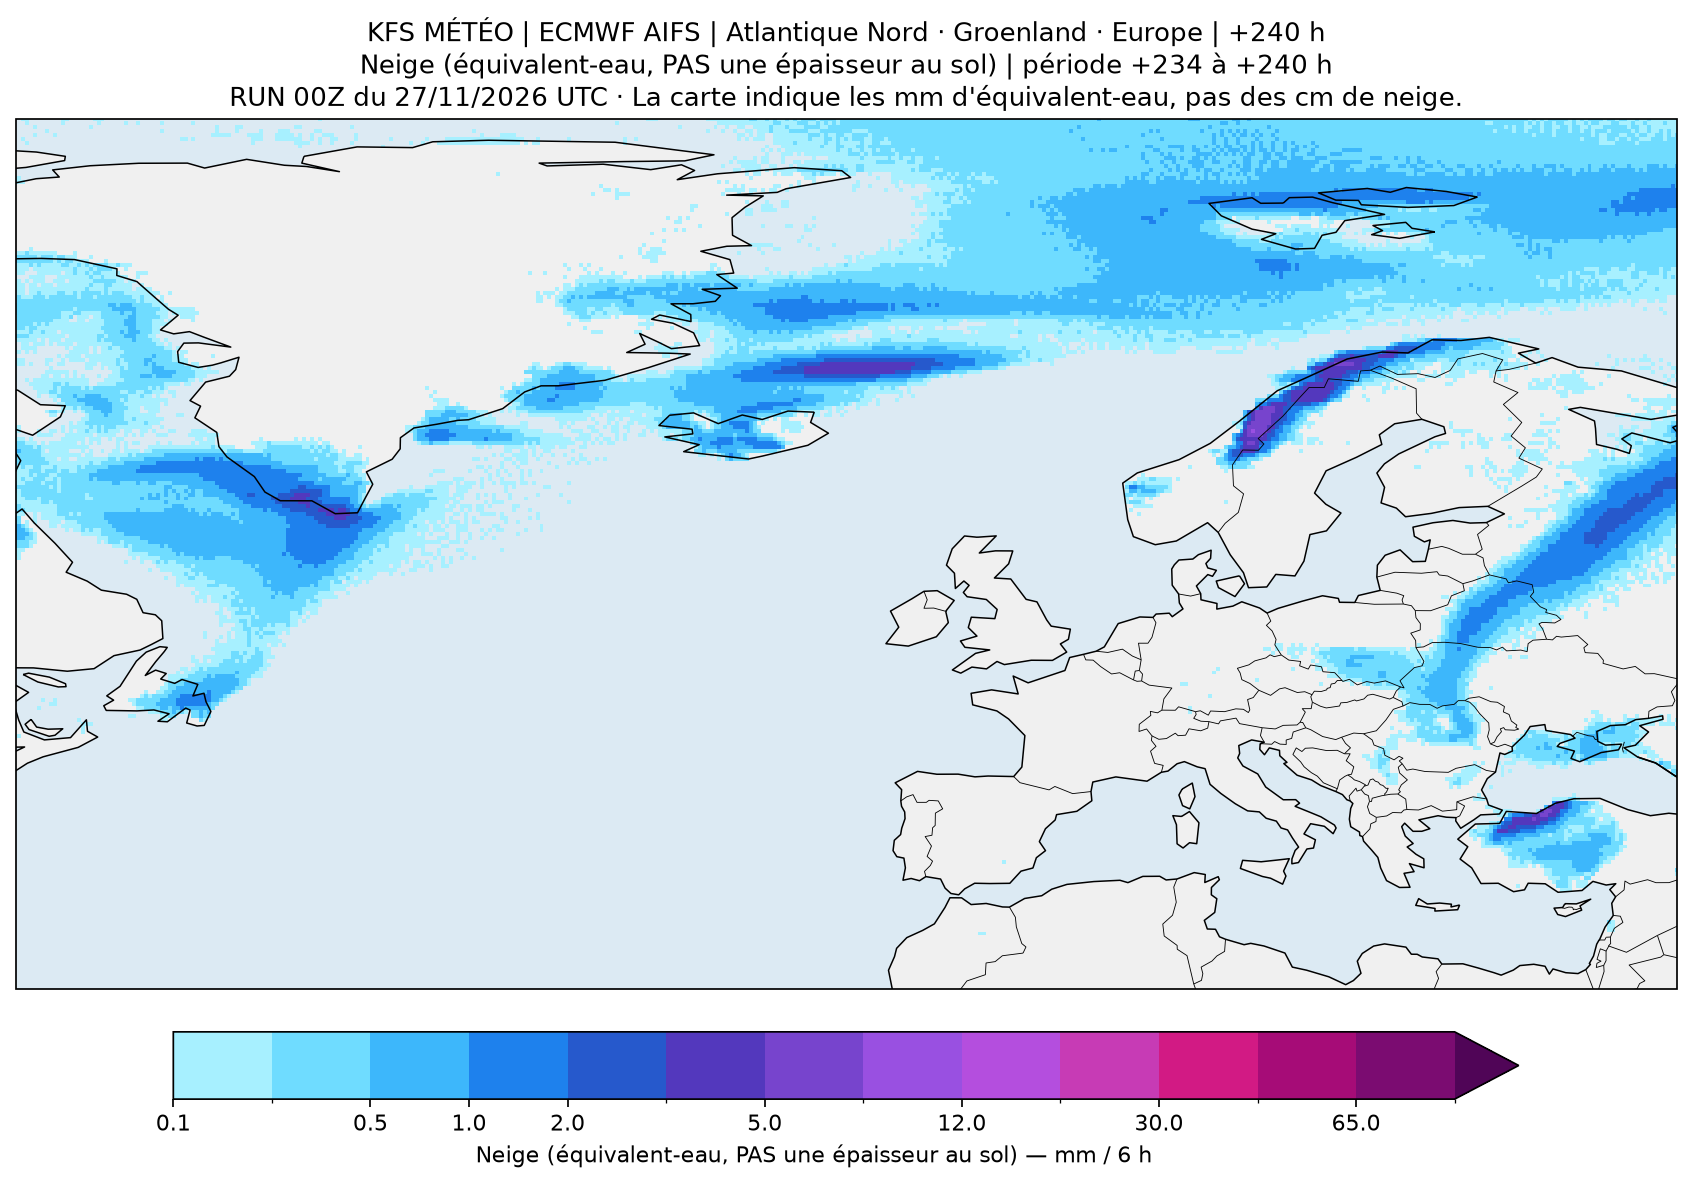 KFS MÉTÉO | ECMWF AIFS | Atlantique Nord · Groenland · Europe | +240 h
Neige (équivalent-eau, PAS une épaisseur au sol) | période +234 à +240 h
RUN 00Z du 27/11/2026 UTC · La carte indique les mm d'équivalent-eau, pas des cm de neige.
0.1 0.5 1.0 2.0 5.0 12.0 30.0 65.0
Neige (équivalent-eau, PAS une épaisseur au sol) — mm / 6 h